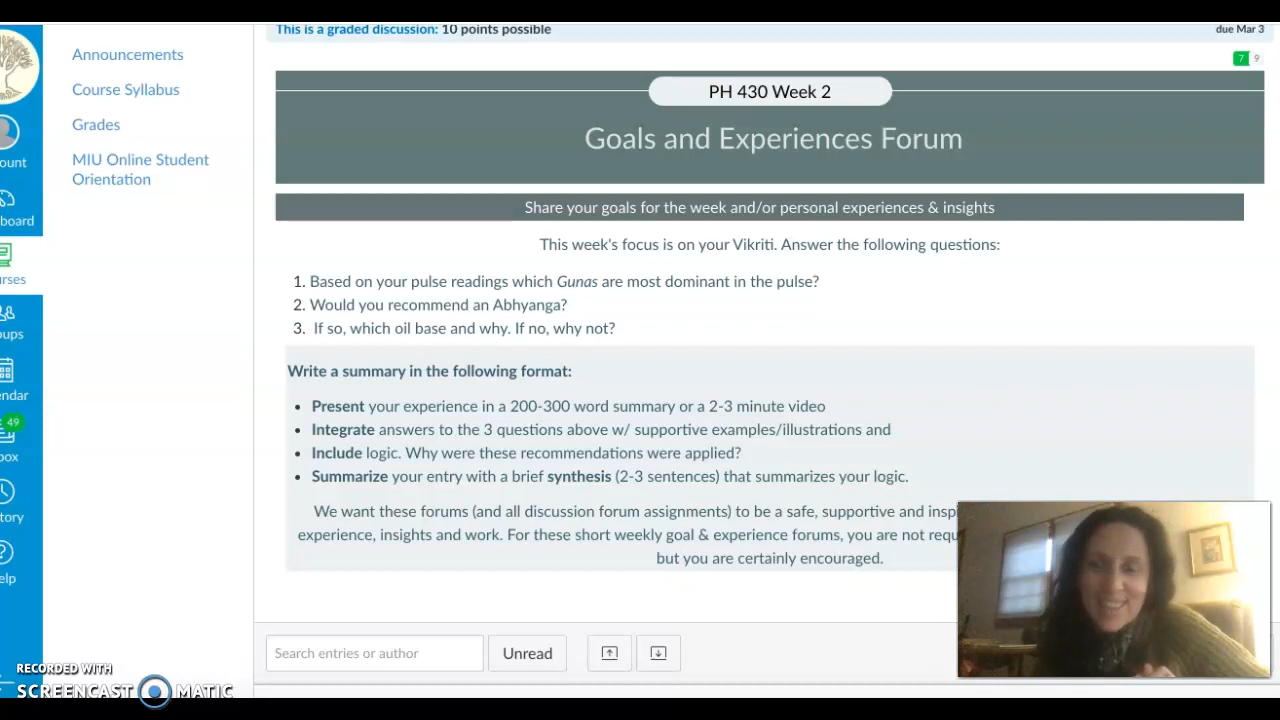 This is a graded discussion: 10 points possible
due Mar 3
Announcements
Course Syllabus
Grades
MIU Online Student
Orientation
ount
board
rses
oups
ndar
49
box
tory
elp
7 9
PH 430 Week 2
Goals and Experiences Forum
Share your goals for the week and/or personal experiences & insights
This week's focus is on your Vikriti. Answer the following questions:
1. Based on your pulse readings which Gunas are most dominant in the pulse?
2. Would you recommend an Abhyanga?
3. If so, which oil base and why. If no, why not?
Write a summary in the following format:
• Present your experience in a 200-300 word summary or a 2-3 minute video
• Integrate answers to the 3 questions above w/ supportive examples/illustrations and
• Include logic. Why were these recommendations were applied?
• Summarize your entry with a brief synthesis (2-3 sentences) that summarizes your logic.
We want these forums (and all discussion forum assignments) to be a safe, supportive and insp
experience, insights and work. For these short weekly goal & experience forums, you are not requ
but you are certainly encouraged.
Search entries or author
Unread
RECORDED WITH
SCREENCAST MATIC